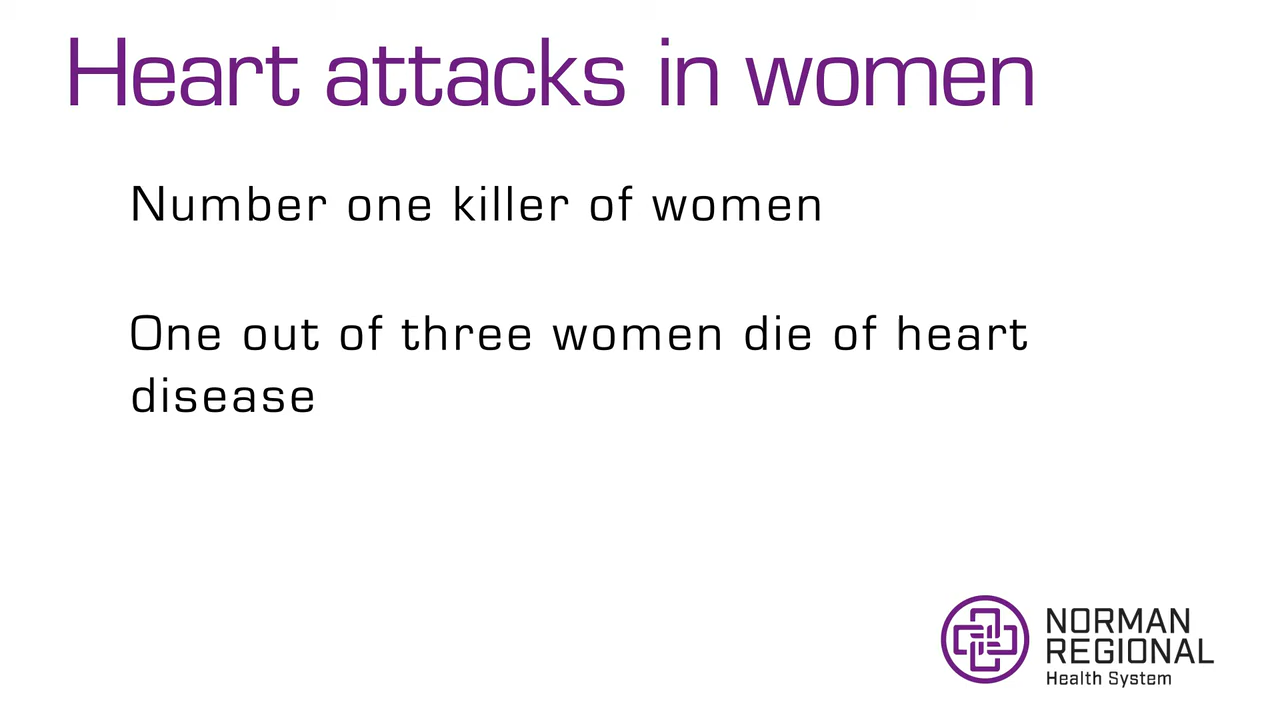 Heart attacks in women
Number one killer of women
One out of three women die of heart
disease
NORMAN
REGIONAL
Health System